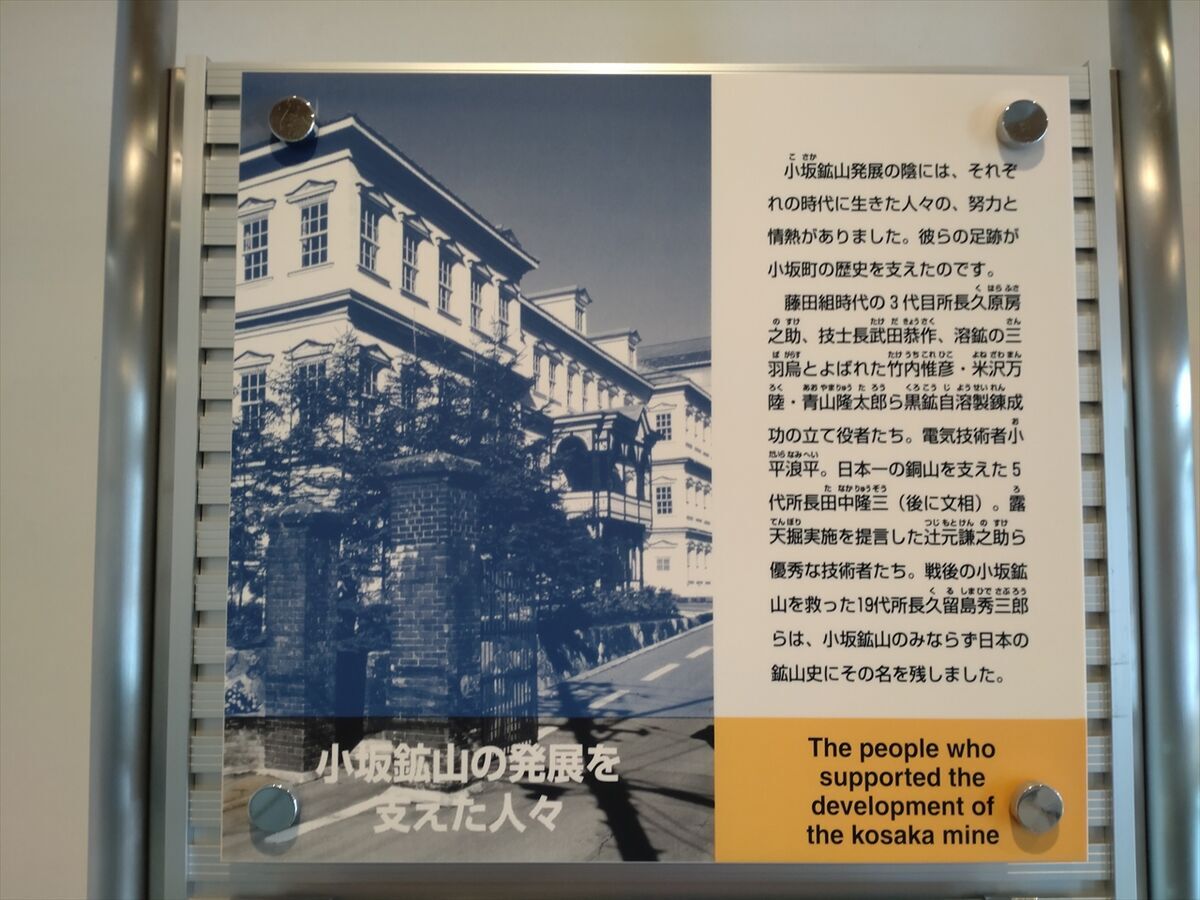 小坂鉱山発展の陰には、それぞ
れの時代に生きた人々の、努力と
情熱がありました。彼らの足跡が
小坂町の歴史を支えたのです。
藤田組時代の3代目所長久原房
之助、技士長武田恭作、溶鉱の三
羽烏とよばれた竹内惟彦・米沢万
陸・青山隆太郎ら黒鉱自溶製錬成
功の立て役者たち。電気技術者小
平浪平。日本一の銅山を支えた5
代所長田中隆三（後に文相）。露
天掘実施を提言した辻元謙之助ら
優秀な技術者たち。戦後の小坂鉱
山を救った19代所長久留島秀三郎
らは、小坂鉱山のみならず日本の
鉱山史にその名を残しました。
小坂鉱山の発展を
支えた人々
The people who
supported the
development of
the kosaka mine